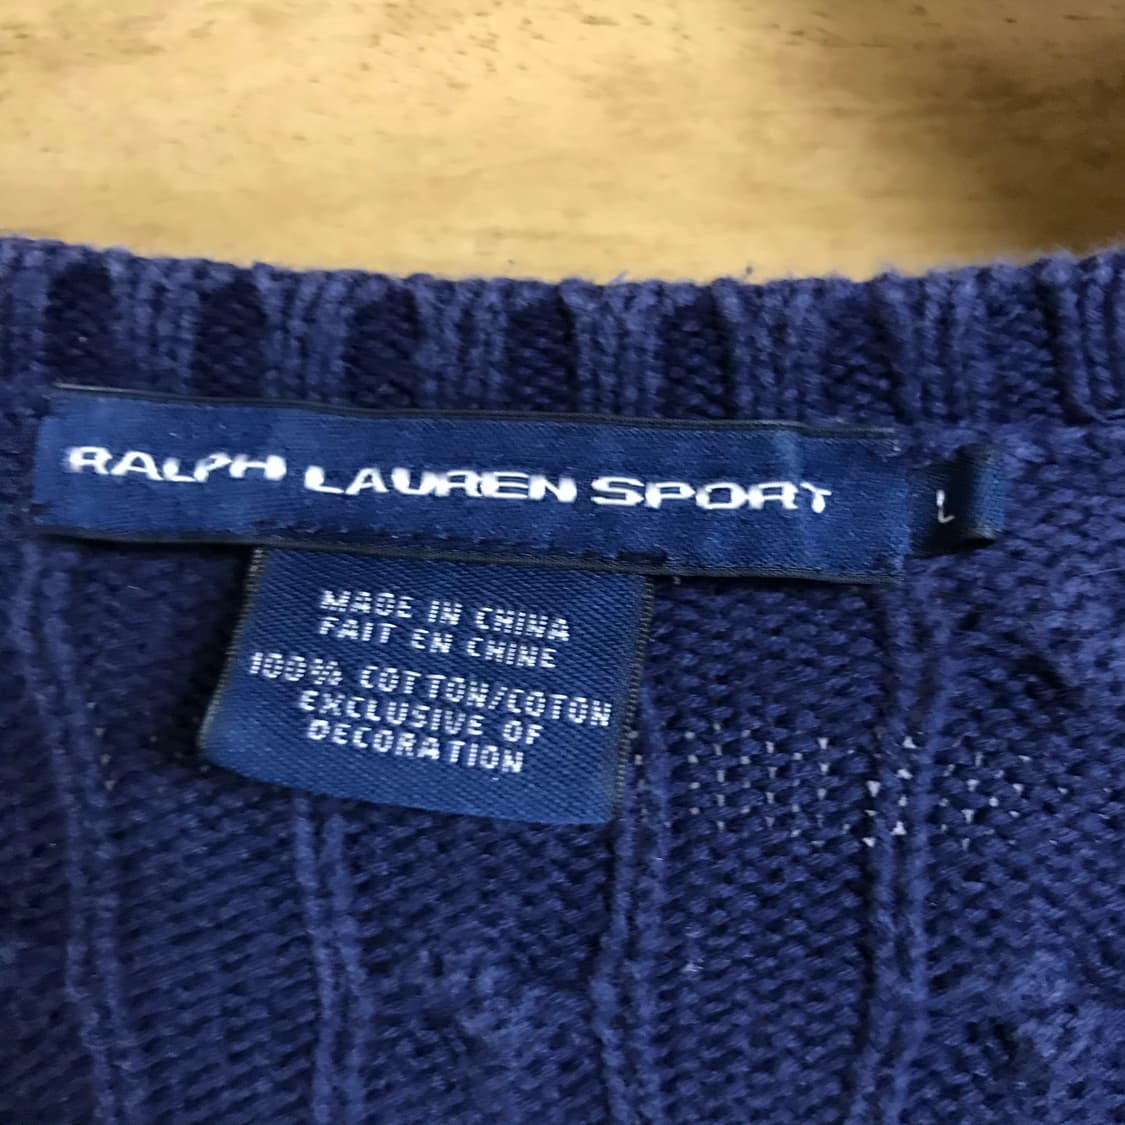 RALPH LAUREN SPORT
L
MADE IN CHINA
FAIT EN CHINE
100% COTTON/COTON
EXCLUSIVE OF
DECORATION